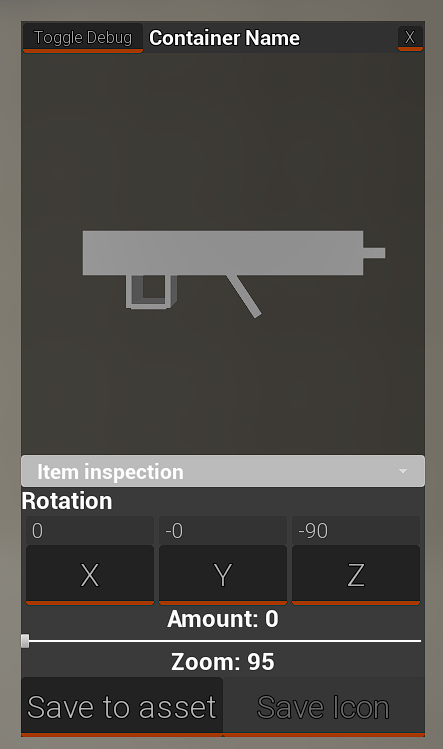 Toggle Debug Container Name X
Item inspection
Rotation
0 -0 -90
X Y Z
Amount: 0
Zoom: 95
Save to asset Save Icon